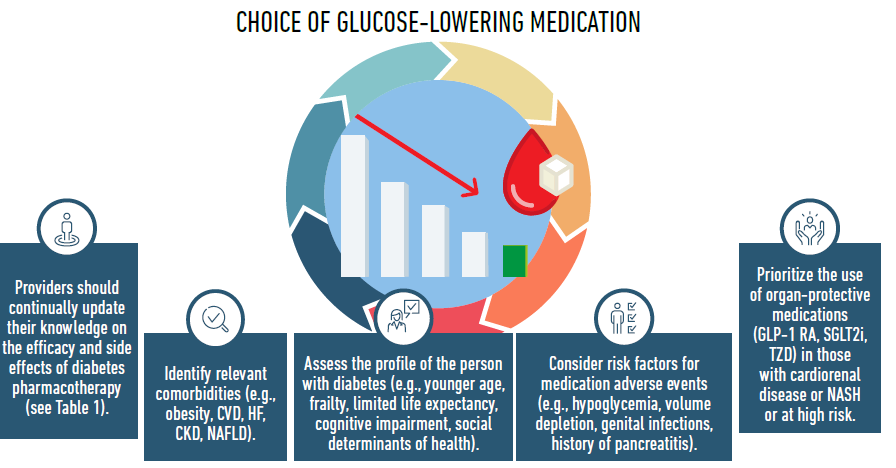 CHOICE OF GLUCOSE-LOWERING MEDICATION
Providers should
continually update
their knowledge on
the efficacy and side
effects of diabetes
pharmacotherapy
(see Table 1).
Identify relevant
comorbidities (e.g.,
obesity, CVD, HF,
CKD, NAFLD).
Assess the profile of the person
with diabetes (e.g., younger age,
frailty, limited life expectancy,
cognitive impairment, social
determinants of health).
Consider risk factors for
medication adverse events
(e.g., hypoglycemia, volume
depletion, genital infections,
history of pancreatitis).
Prioritize the use
of organ-protective
medications
(GLP-1 RA, SGLT2i,
TZD) in those
with cardiorenal
disease or NASH
or at high risk.